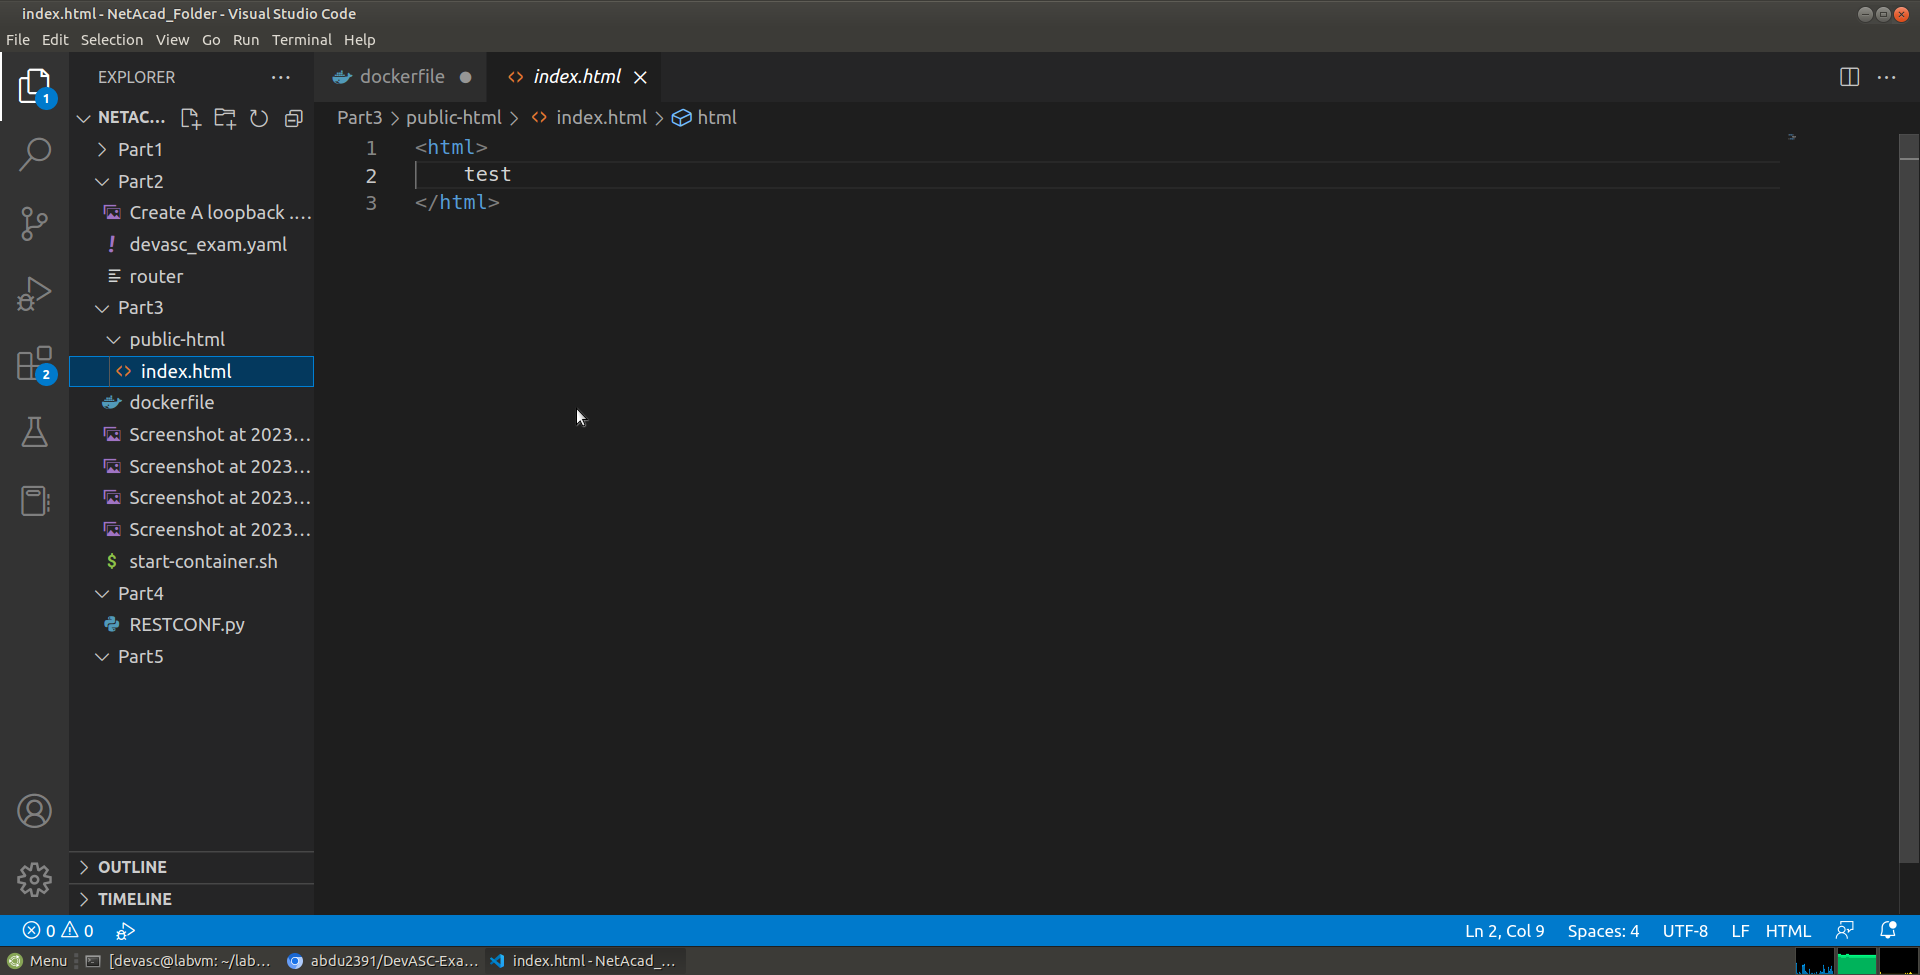 index.html - NetAcad_Folder - Visual Studio Code
File Edit Selection View Go Run Terminal Help
EXPLORER ···
dockerfile
index.html
NETAC...
Part3 > public-html > index.html > html
Part1
Part2
Create A loopback ....
devasc_exam.yaml
router
Part3
public-html
index.html
dockerfile
Screenshot at 2023...
Screenshot at 2023...
Screenshot at 2023...
Screenshot at 2023...
start-container.sh
Part4
RESTCONF.py
Part5
1 <html>
2 test
3 </html>
1
2
OUTLINE
TIMELINE
0 0
Ln 2, Col 9 Spaces: 4 UTF-8 LF HTML
Menu [devasc@labvm: ~/lab... abdu2391/DevASC-Exa... index.html - NetAcad_...